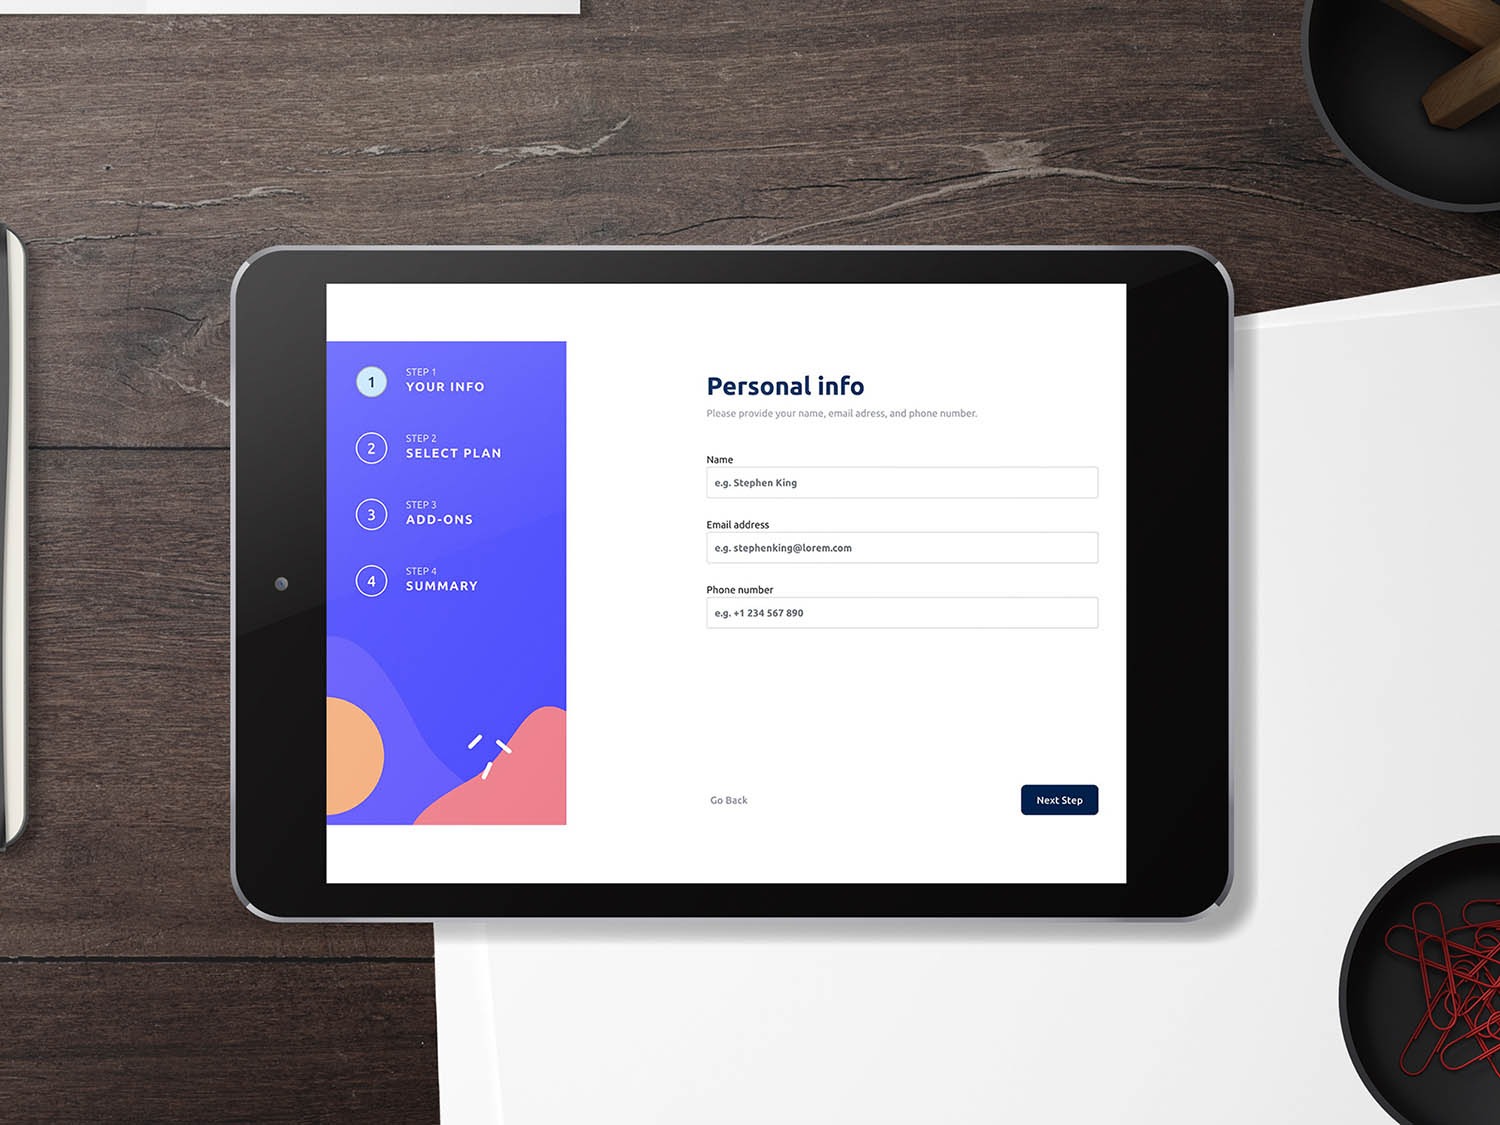 1
STEP 1
YOUR INFO
2
STEP 2
SELECT PLAN
3
STEP 3
ADD-ONS
4
STEP 4
SUMMARY
Personal info
Please provide your name, email adress, and phone number.
Name
e.g. Stephen King
Email address
e.g. stephenking@lorem.com
Phone number
e.g. +1 234 567 890
Go Back
Next Step